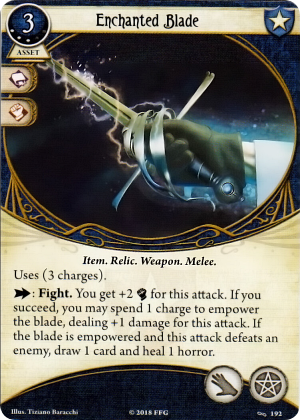 3
Enchanted Blade
ASSET
Item. Relic. Weapon. Melee.
Uses (3 charges).
: Fight. You get +2 for this attack. If you
succeed, you may spend 1 charge to empower
the blade, dealing +1 damage for this attack. If
the blade is empowered and this attack defeats an
enemy, draw 1 card and heal 1 horror.
Illus. Tiziano Baracchi
© 2018 FFG
192